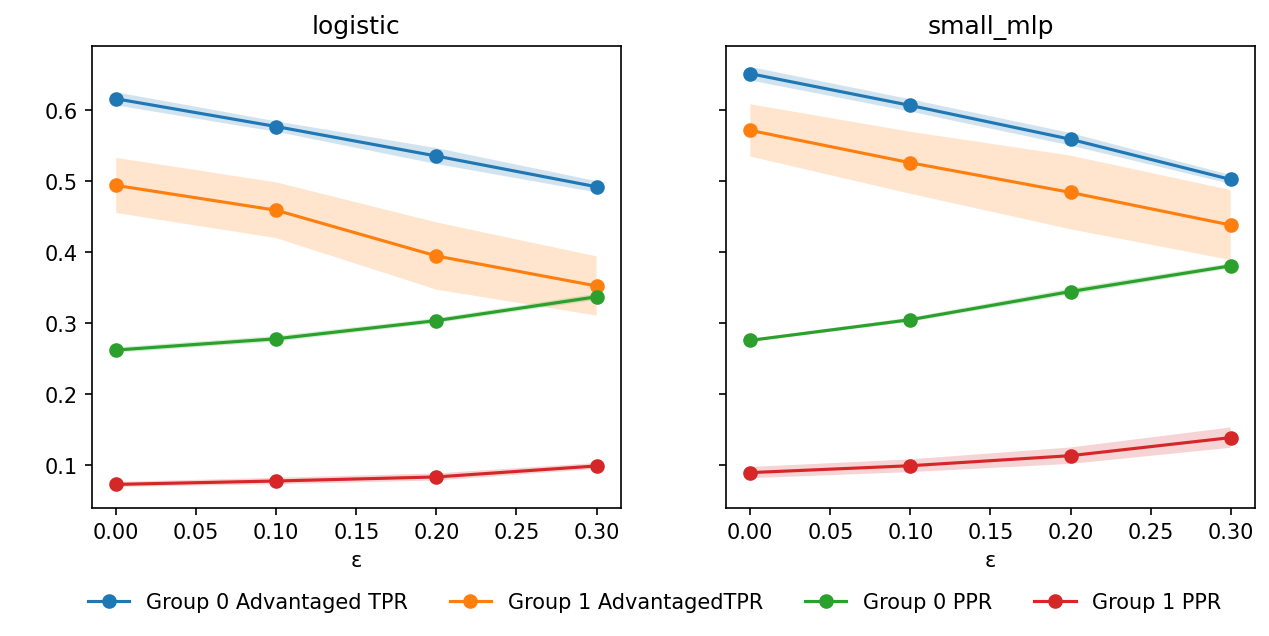 logistic
small_mlp
0.6
0.5
0.4
0.3
0.2
0.1
0.00 0.05 0.10 0.15 0.20 0.25 0.30
0.00 0.05 0.10 0.15 0.20 0.25 0.30
ε
ε
Group 0 Advantaged TPR
Group 1 AdvantagedTPR
Group 0 PPR
Group 1 PPR